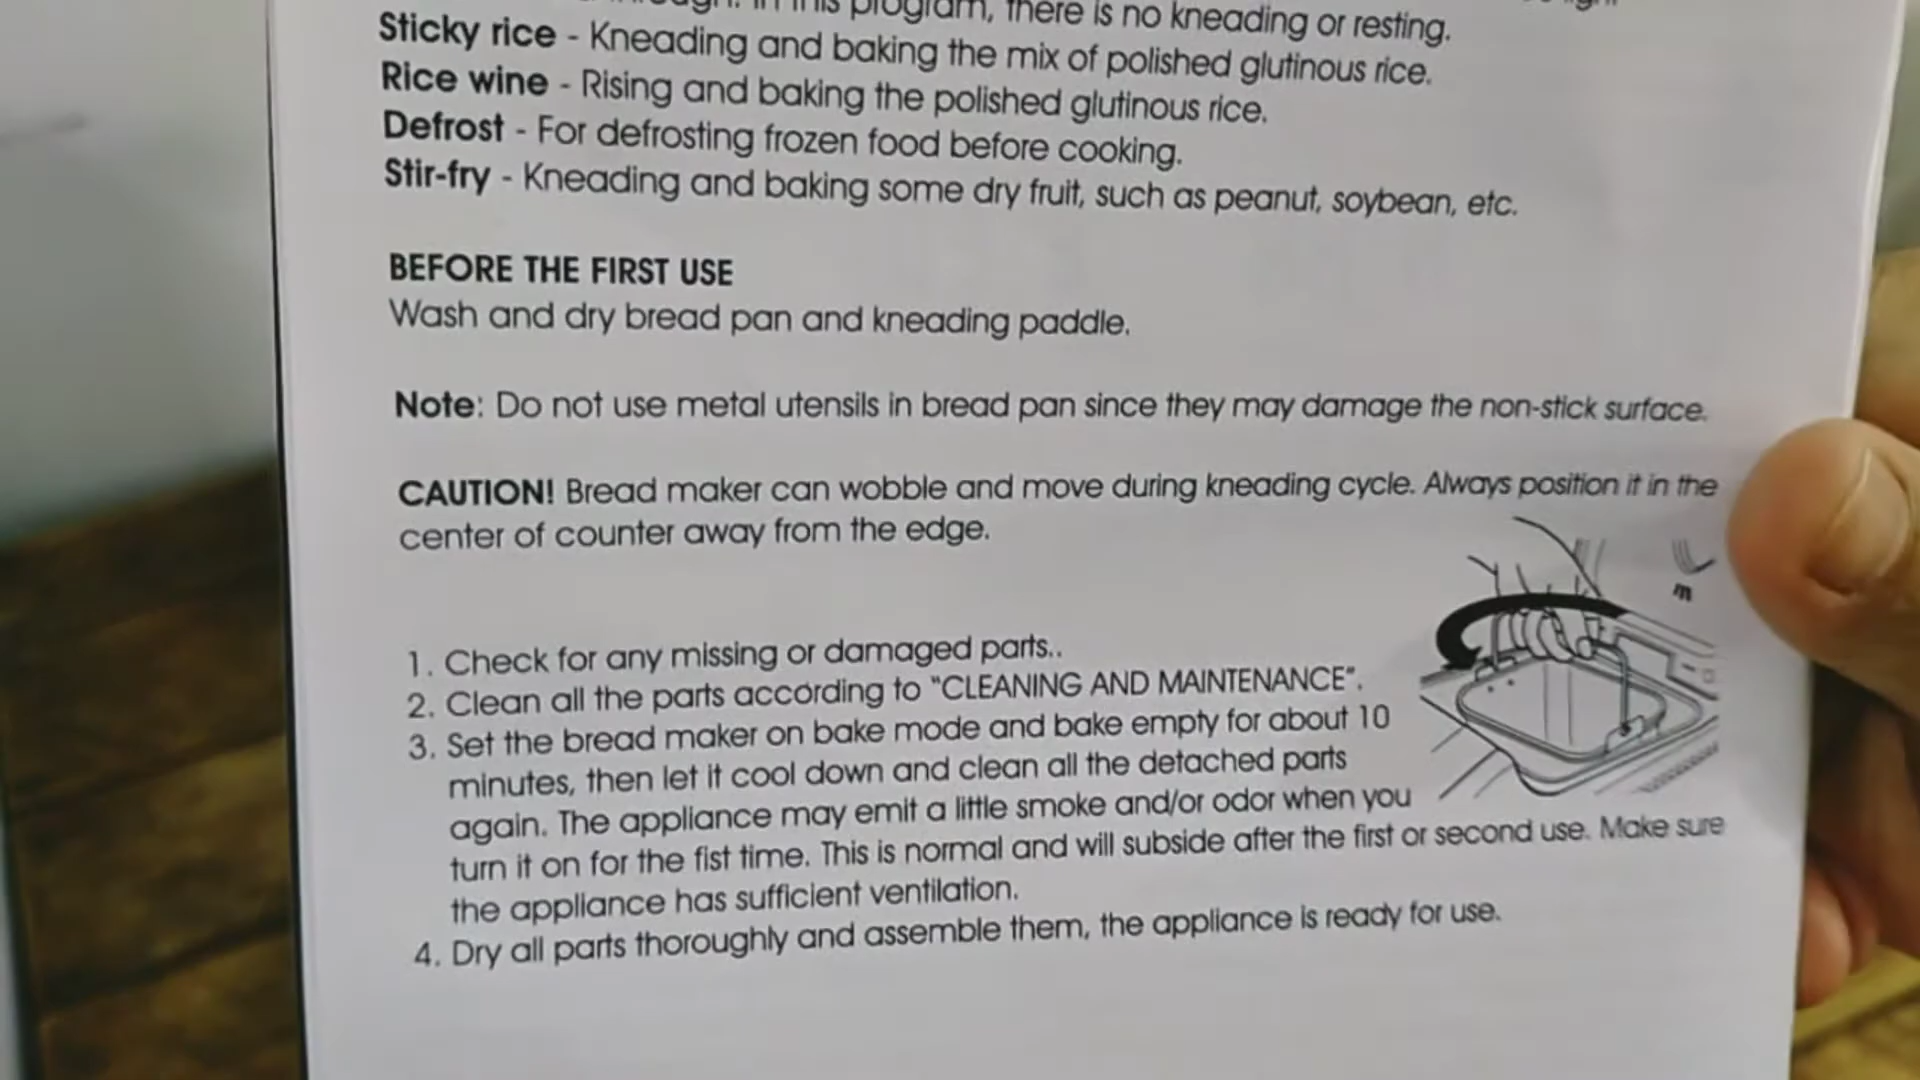 In this program, there is no kneading or resting.
Sticky rice - Kneading and baking the mix of polished glutinous rice.
Rice wine - Rising and baking the polished glutinous rice.
Defrost - For defrosting frozen food before cooking.
Stir-fry - Kneading and baking some dry fruit, such as peanut, soybean, etc.
BEFORE THE FIRST USE
Wash and dry bread pan and kneading paddle.
Note: Do not use metal utensils in bread pan since they may damage the non-stick surface.
CAUTION! Bread maker can wobble and move during kneading cycle. Always position it in the
center of counter away from the edge.
1. Check for any missing or damaged parts..
2. Clean all the parts according to "CLEANING AND MAINTENANCE".
3. Set the bread maker on bake mode and bake empty for about 10
minutes, then let it cool down and clean all the detached parts
again. The appliance may emit a little smoke and/or odor when you
turn it on for the fist time. This is normal and will subside after the first or second use. Make sure
the appliance has sufficient ventilation.
4. Dry all parts thoroughly and assemble them, the appliance is ready for use.